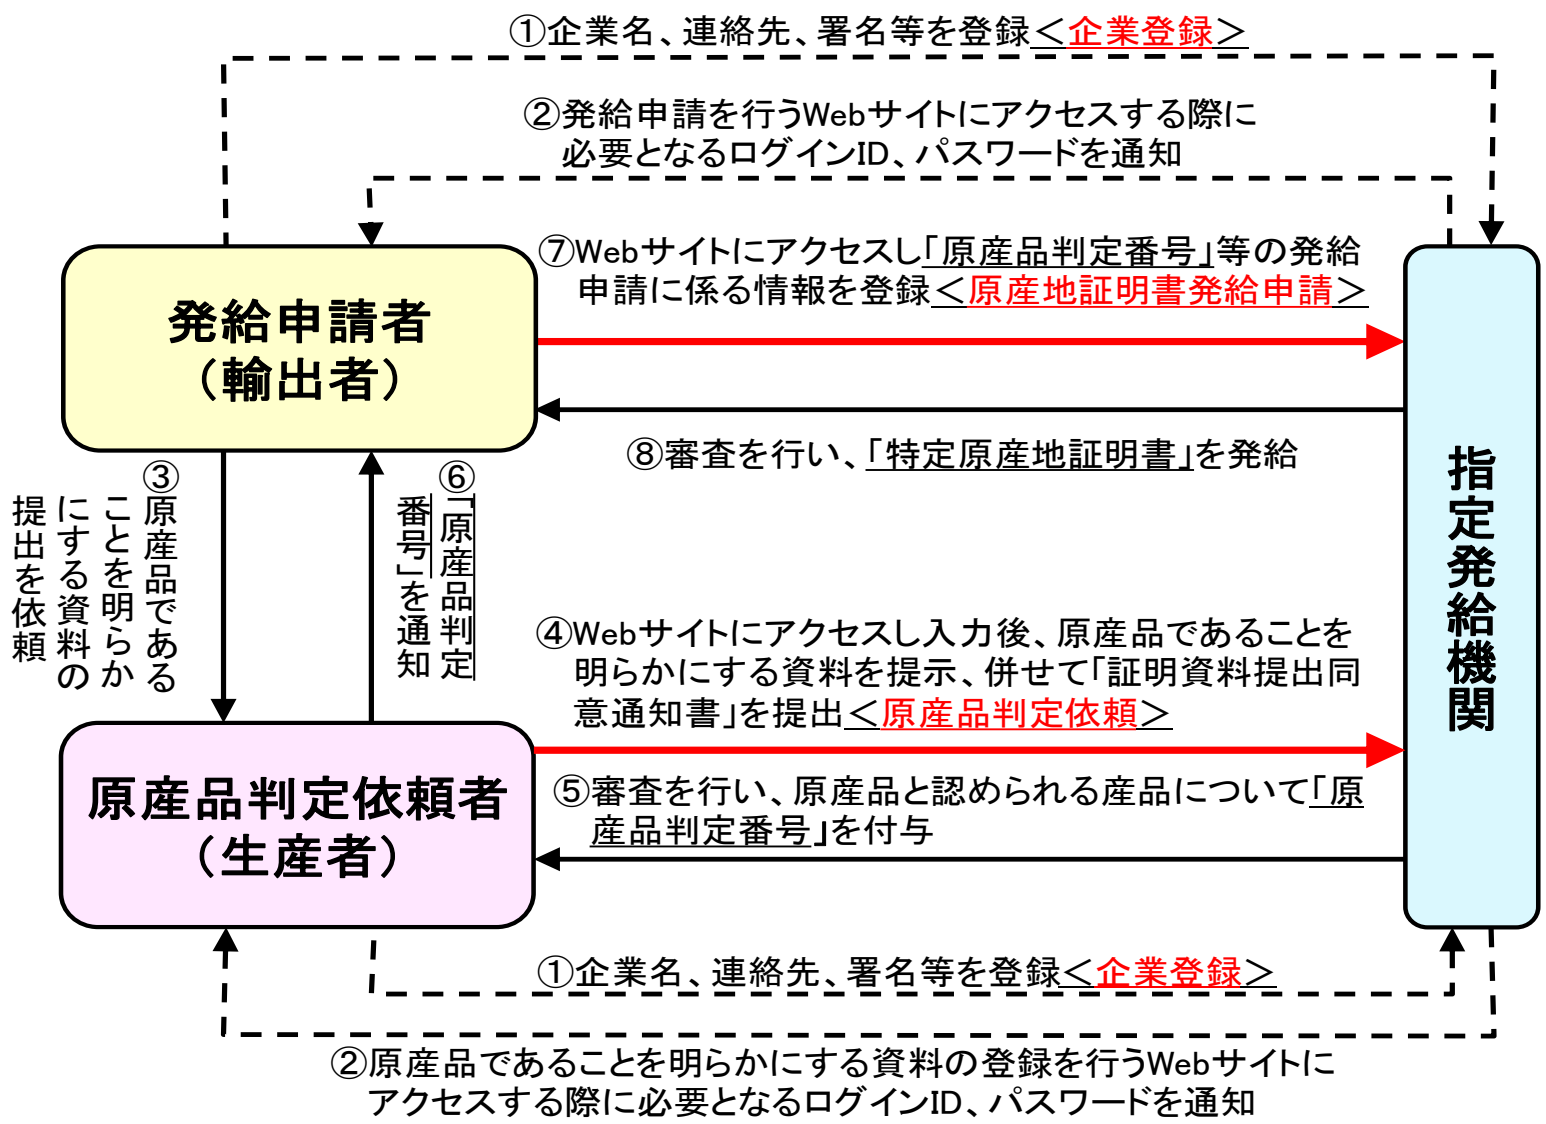 ①企業名、連絡先、署名等を登録＜企業登録＞
②発給申請を行うWebサイトにアクセスする際に
必要となるログインID、パスワードを通知
⑦Webサイトにアクセスし「原産品判定番号」等の発給
申請に係る情報を登録＜原産地証明書発給申請＞
発給申請者
（輸出者）
⑧審査を行い、「特定原産地証明書」を発給
指定発給機関
③原産品である
ことを明らか
にする資料の
提出を依頼
⑥「原産品判定
番号」を通知
④Webサイトにアクセスし入力後、原産品であることを
明らかにする資料を提示、併せて「証明資料提出同
意通知書」を提出＜原産品判定依頼＞
原産品判定依頼者
（生産者）
⑤審査を行い、原産品と認められる産品について「原
産品判定番号」を付与
①企業名、連絡先、署名等を登録＜企業登録＞
②原産品であることを明らかにする資料の登録を行うWebサイトに
アクセスする際に必要となるログインID、パスワードを通知